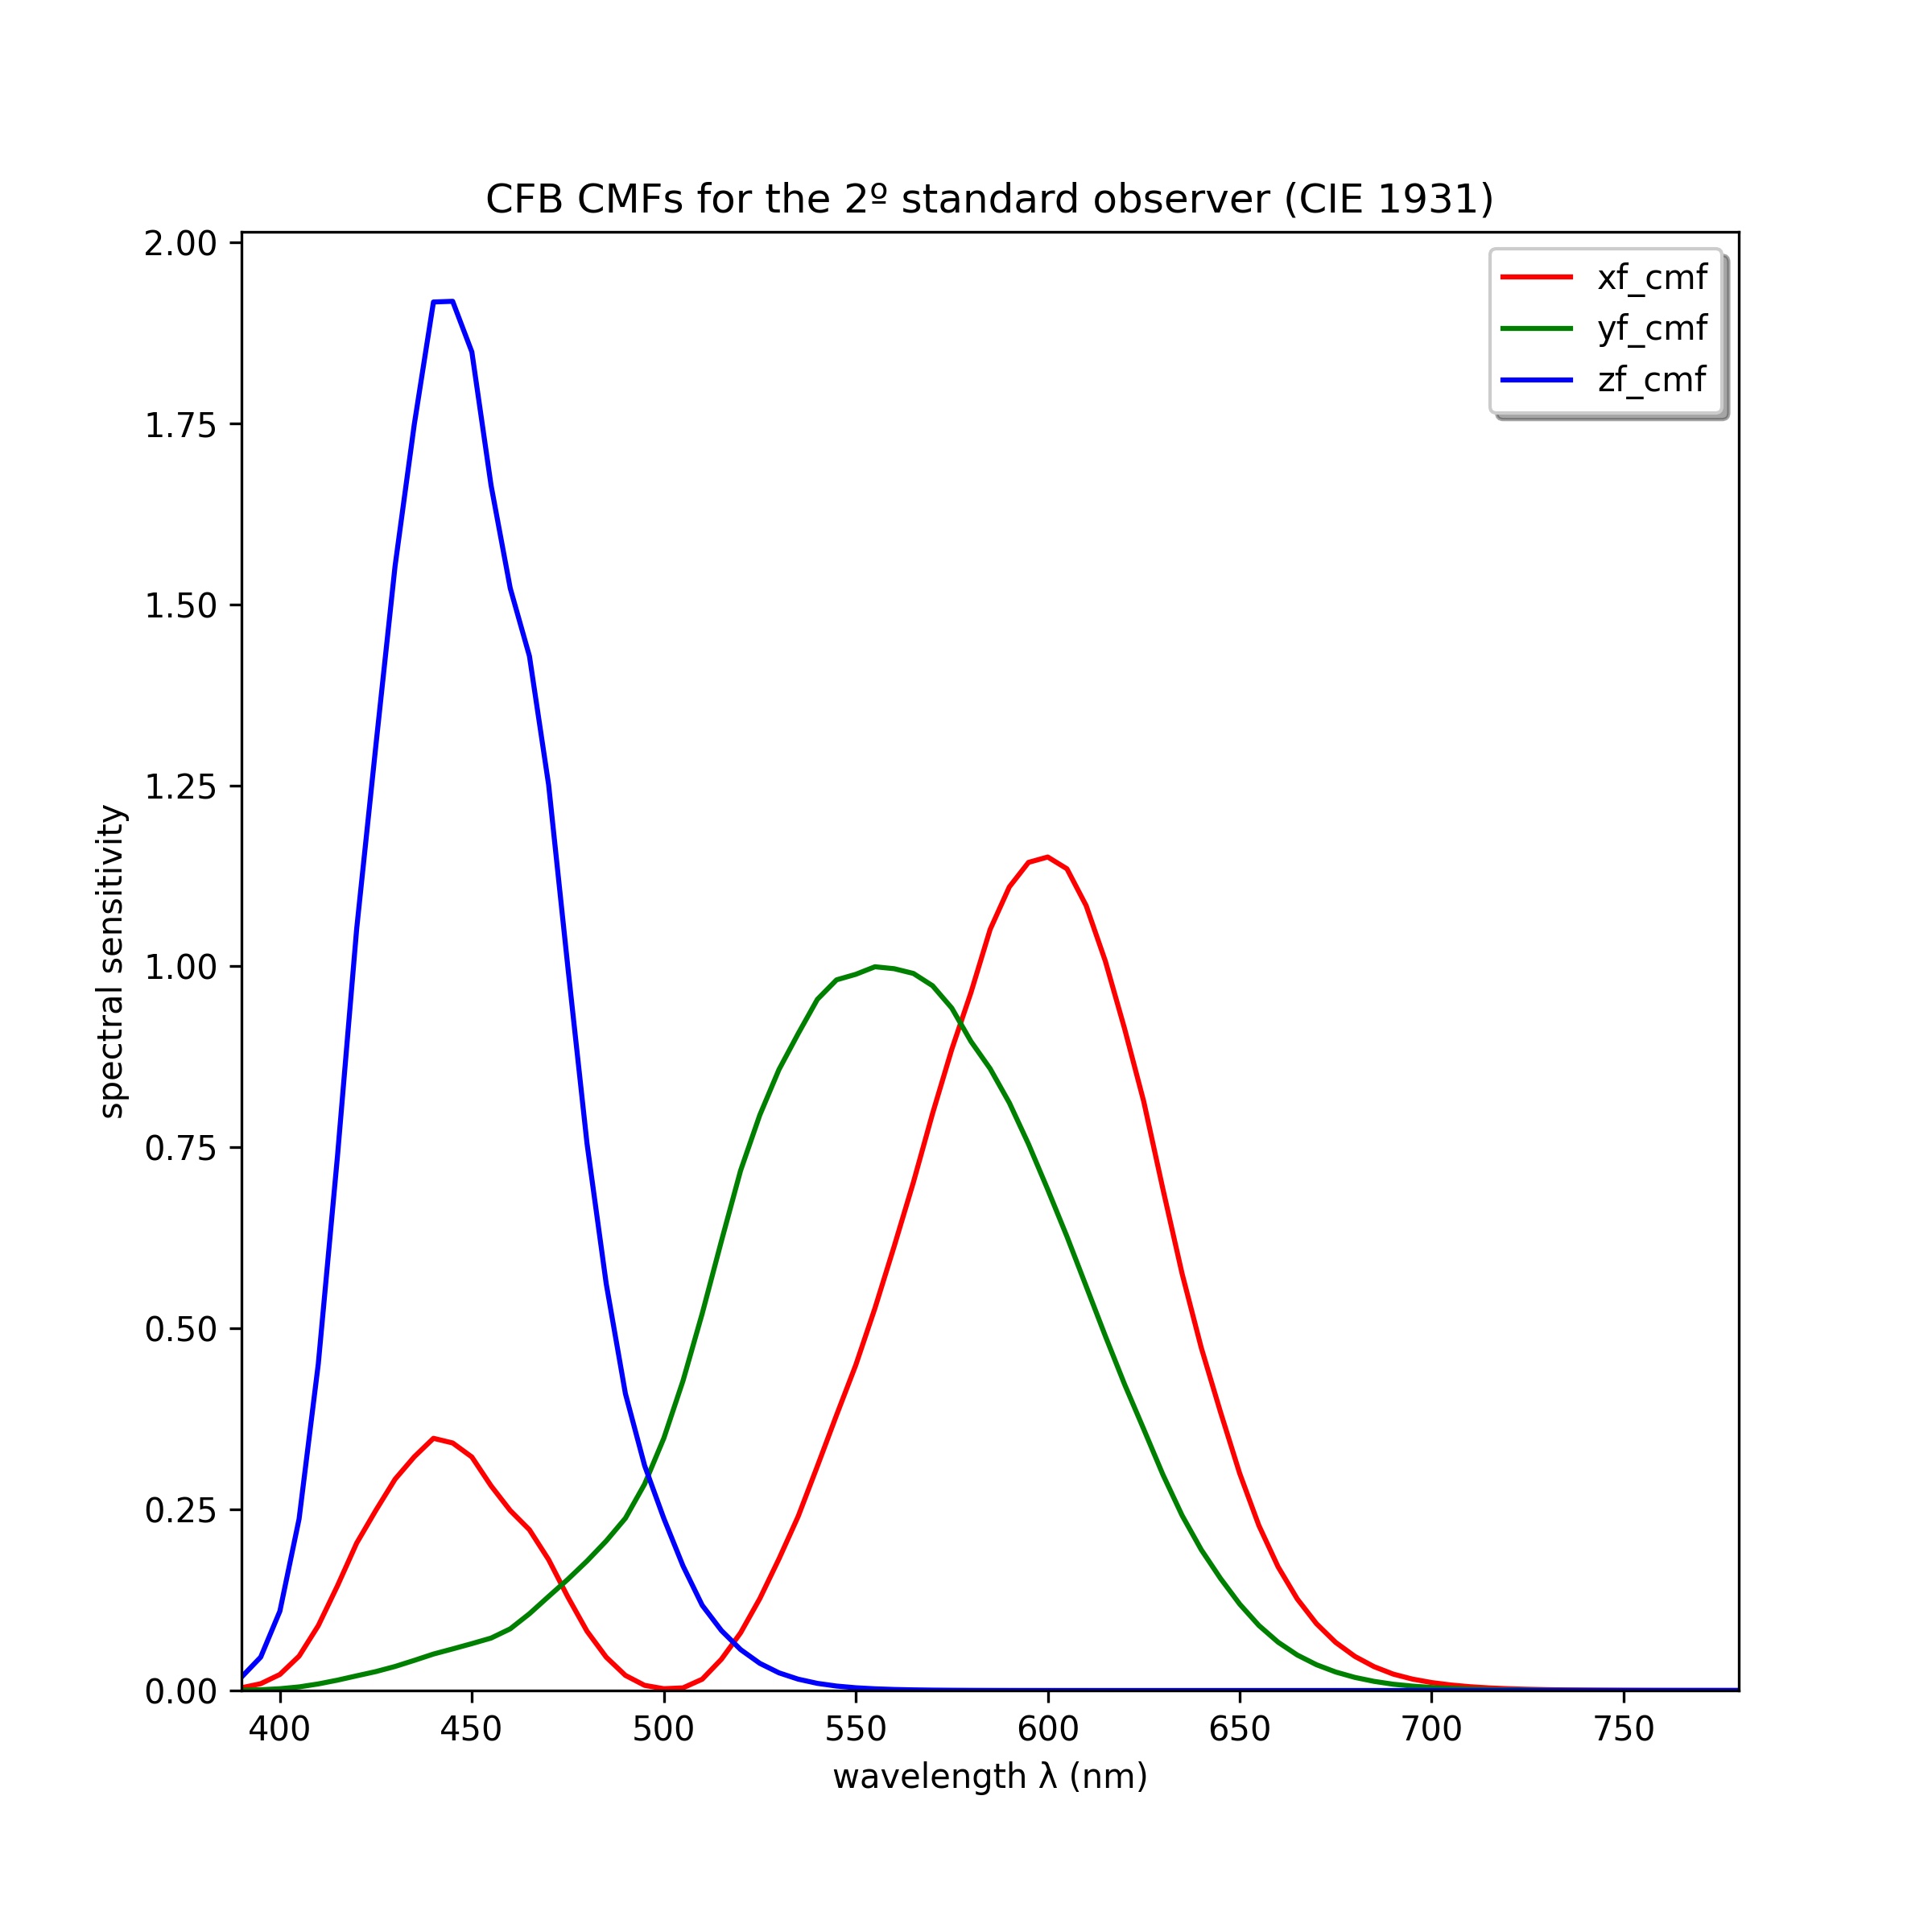 CFB CMFs for the 2º standard observer (CIE 1931)
xf_cmf
yf_cmf
zf_cmf
spectral sensitivity
2.00
1.75
1.50
1.25
1.00
0.75
0.50
0.25
0.00
400 450 500 550 600 650 700 750
wavelength λ (nm)